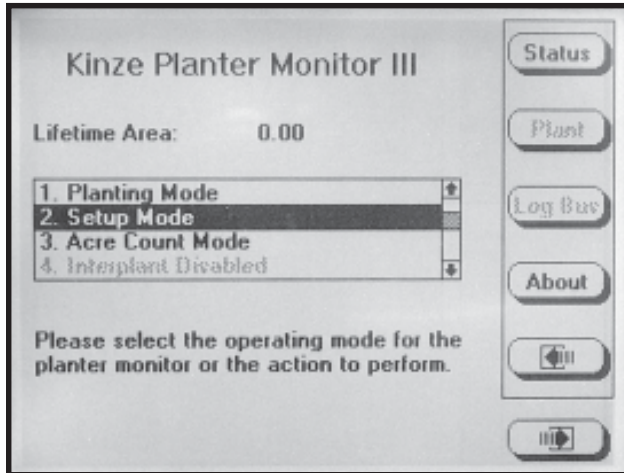 Kinze Planter Monitor III
Lifetime Area: 0.00
1. Planting Mode
2. Setup Mode
3. Acre Count Mode
4. Interplant Disabled
Please select the operating mode for the
planter monitor or the action to perform.
Status
Plant
Log Bus
About